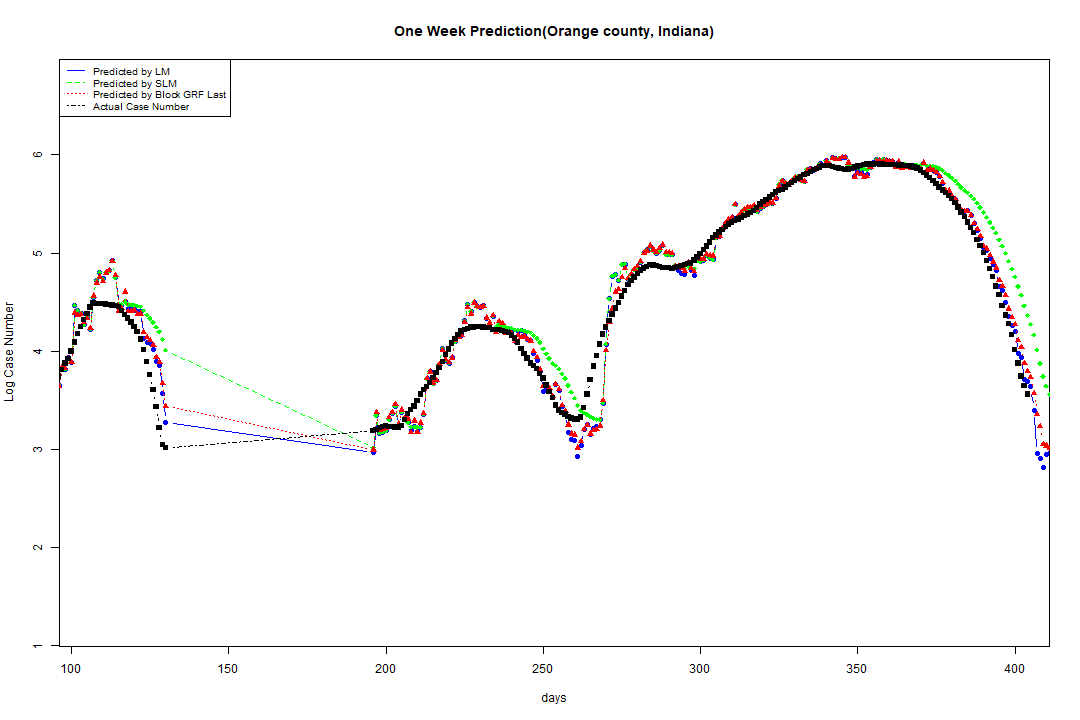 One Week Prediction(Orange county, Indiana)
Predicted by LM
Predicted by SLM
Predicted by Block GRF Last
Actual Case Number
Log Case Number
6
5
4
3
2
1
100 150 200 250 300 350 400
days